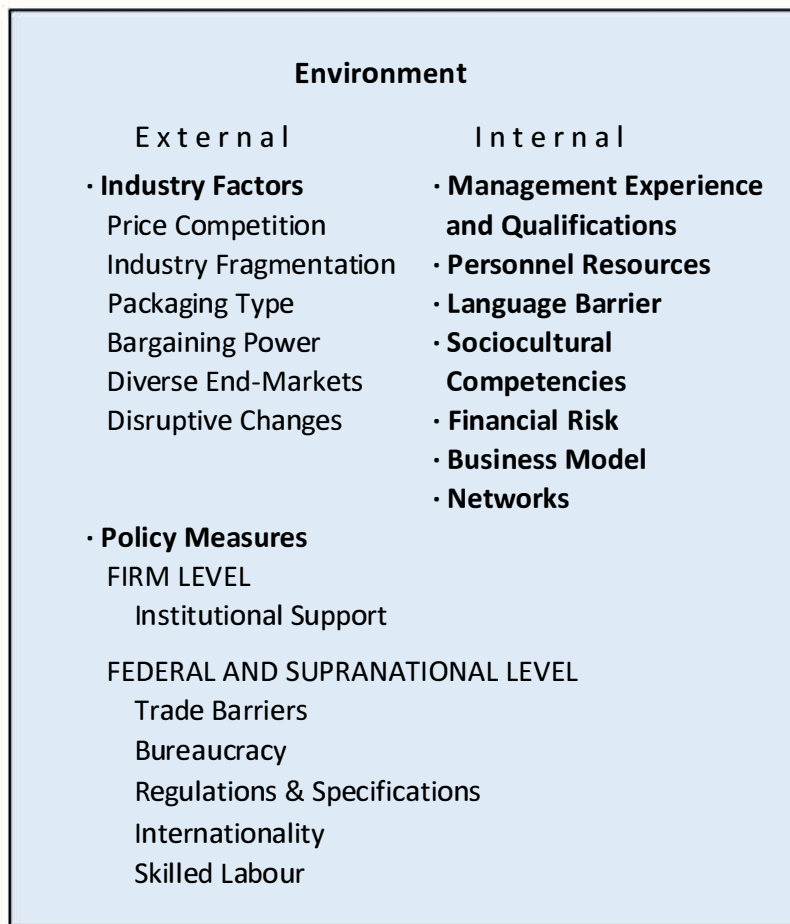 Environment
External
· Industry Factors
Price Competition
Industry Fragmentation
Packaging Type
Bargaining Power
Diverse End-Markets
Disruptive Changes
Internal
· Management Experience
and Qualifications
· Personnel Resources
· Language Barrier
· Sociocultural
Competencies
· Financial Risk
· Business Model
· Networks
· Policy Measures
FIRM LEVEL
Institutional Support
FEDERAL AND SUPRANATIONAL LEVEL
Trade Barriers
Bureaucracy
Regulations & Specifications
Internationality
Skilled Labour